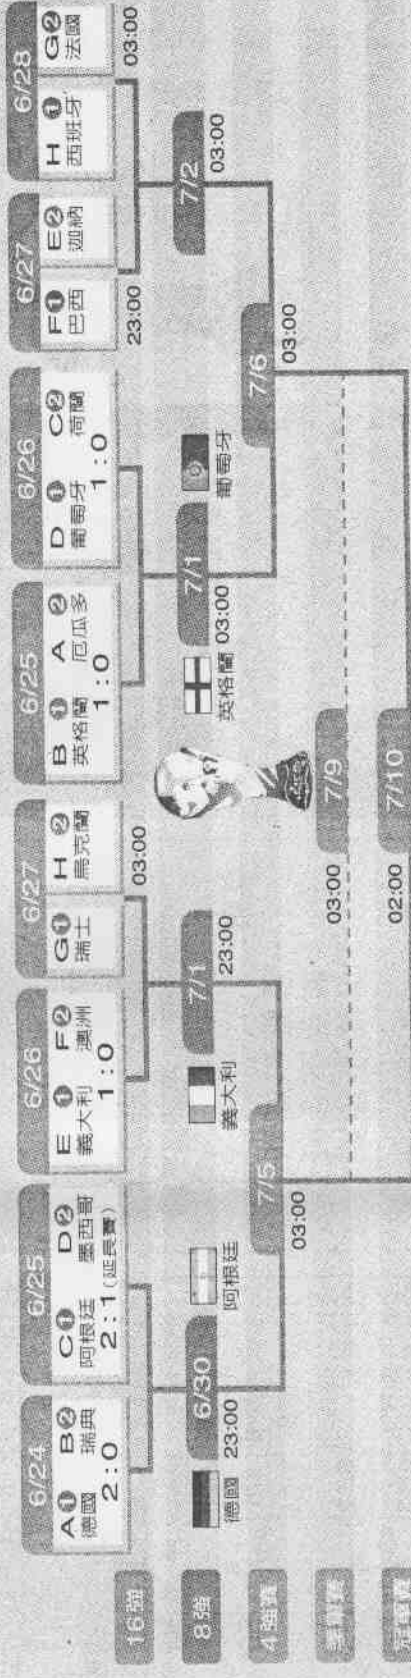 6/24
A❶ B❷
德國 瑞典
2:0
6/25
C❶ D❷
阿根廷 墨西哥
2:1(延長賽)
6/26
E❶ F❷
義大利 澳洲
1:0
6/27
G❶ H❷
瑞士 烏克蘭
03:00
6/25
B❶ A❷
英格蘭 厄瓜多
1:0
6/26
D❶ C❷
葡萄牙 荷蘭
1:0
6/27
F❶ E❷
巴西 迦納
23:00
6/28
H❶ G❷
西班牙 法國
03:00
16強
8強
6/30
德國 23:00 阿根廷
7/1
義大利 23:00
7/1
英格蘭 03:00 葡萄牙
7/2
03:00
4強賽
7/5
03:00
7/6
03:00
季軍賽
7/9
03:00
冠軍賽
7/10
02:00